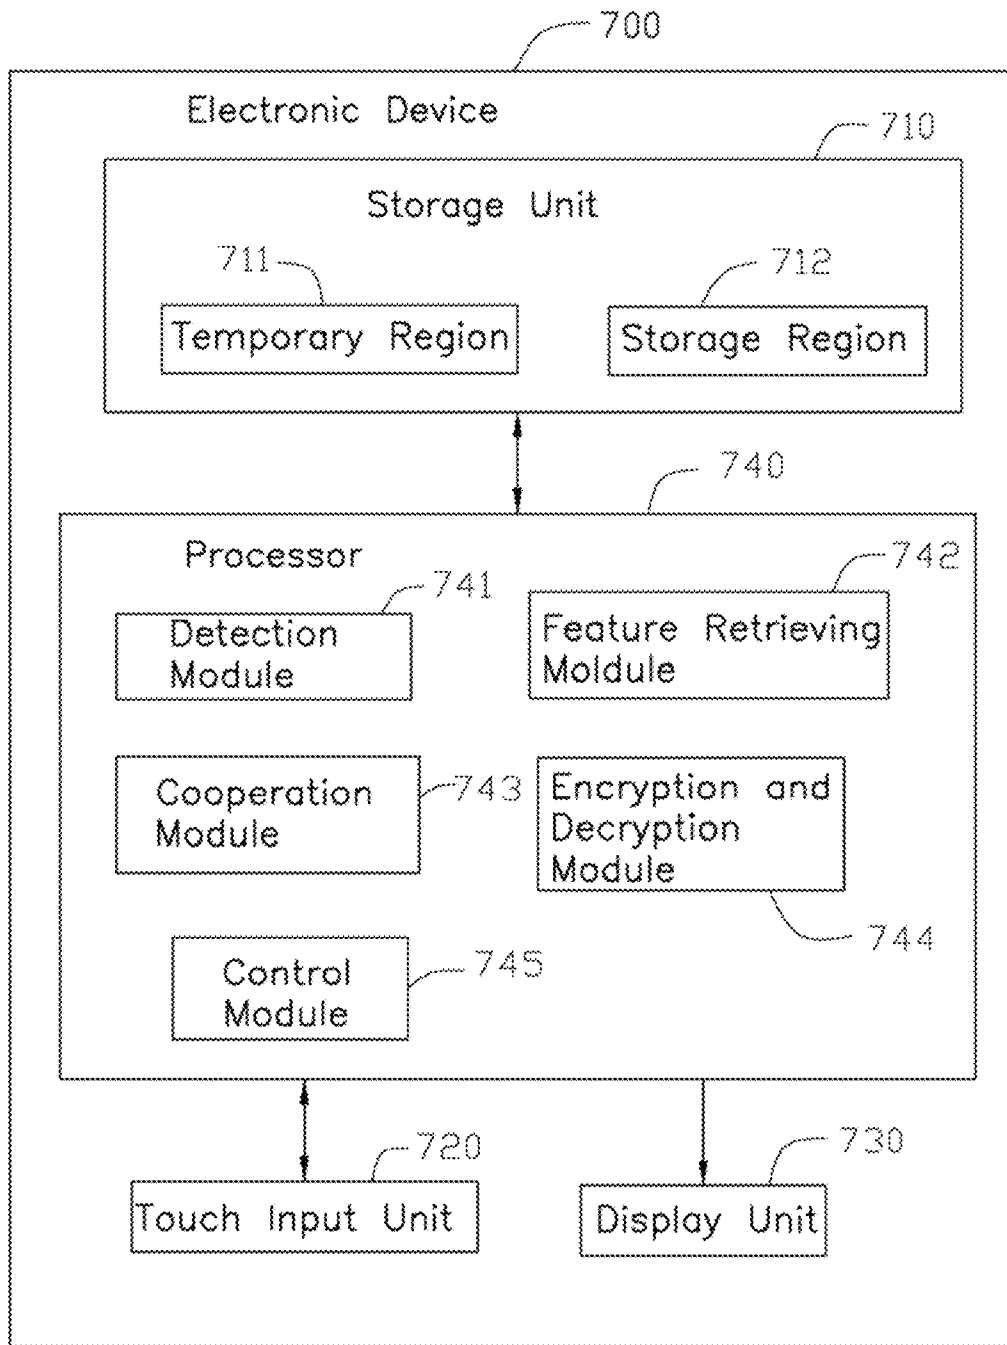 700
Electronic Device
710
Storage Unit
711
712
Temporary Region
Storage Region
740
Processor
741
742
Detection
Module
Feature Retrieving
Moldule
Cooperation
Module
743
Encryption and
Decryption
Module
744
Control
Module
745
720
730
Touch Input Unit
Display Unit